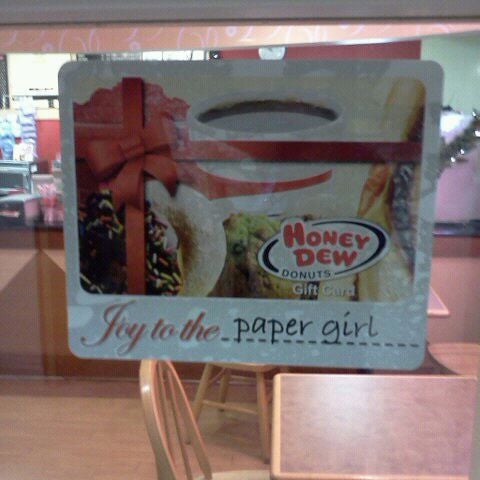 HONEY
DEW
DONUTS
Gift Card
Joy to the paper girl